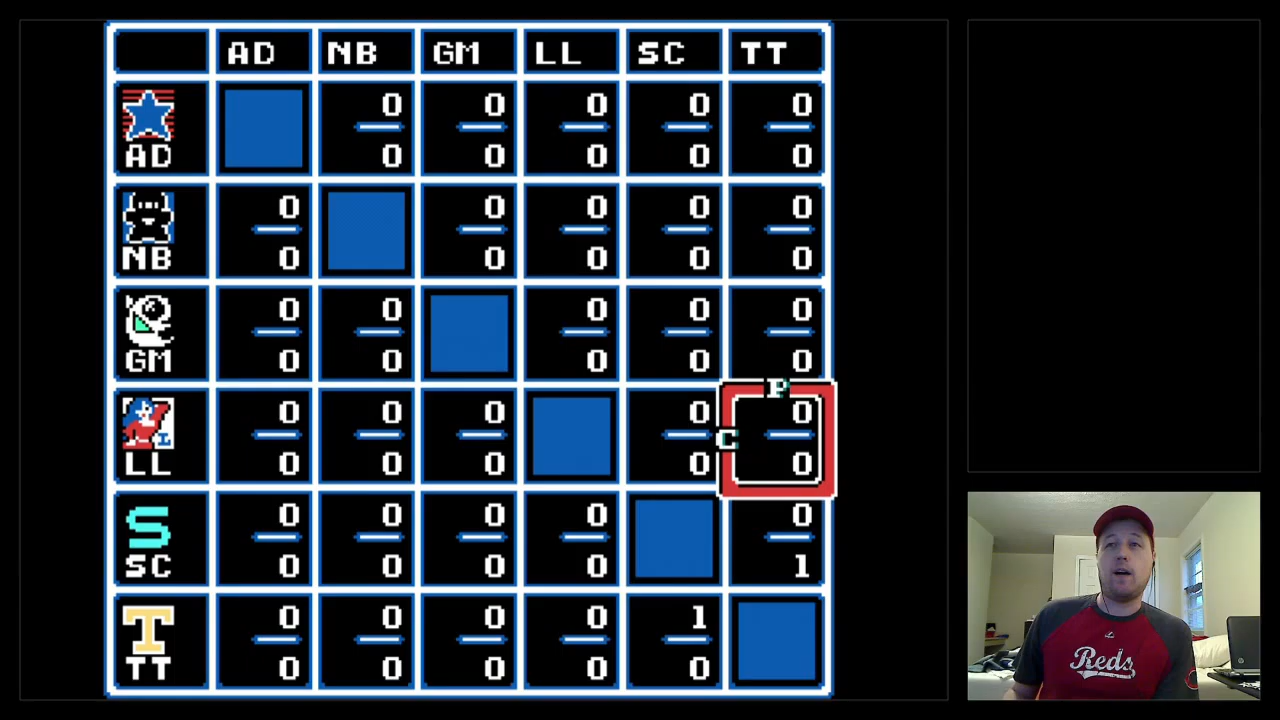 AD NB GM LL SC TT
0 0 0 0 0
AD 0 0 0 0 0
0 0 0 0 0
NB 0 0 0 0 0
0 0 0 0 0
GM 0 0 0 0 0
P
0 0 0 0 0
C
LL 0 0 0 0 0
S 0 0 0 0 0
SC 0 0 0 0 1
T 0 0 0 0 1
TT 0 0 0 0 0
Reds